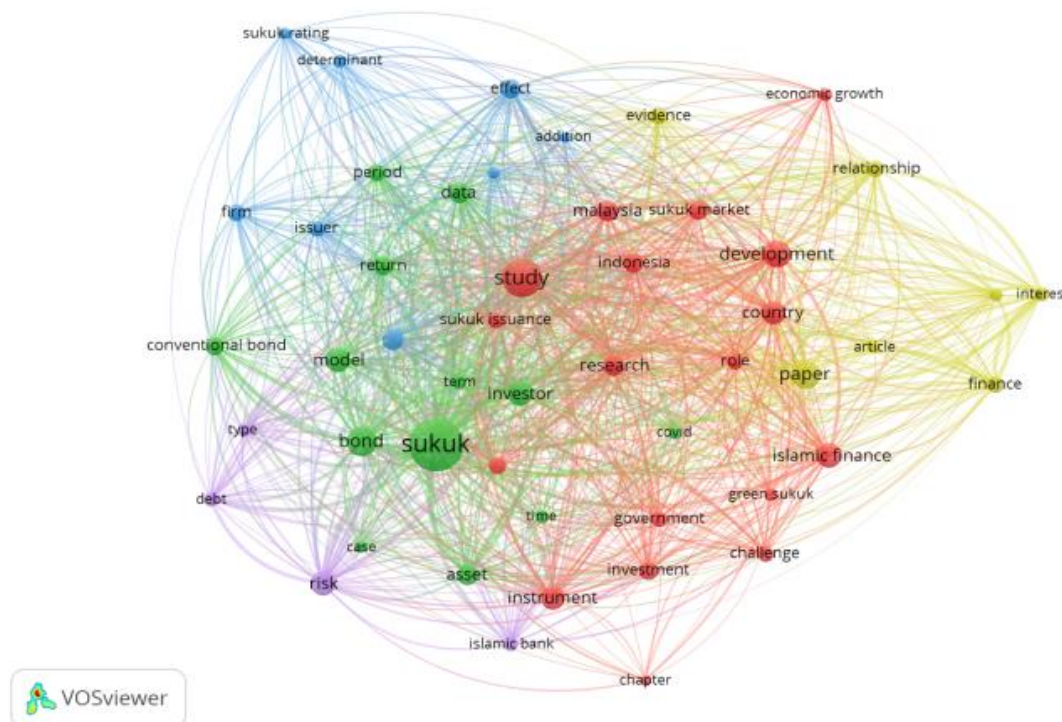 sukuk rating
determinant
effect
economic growth
evidence
addition
relationship
period
data
firm
malaysia
sukuk market
issuer
return
indonesia
development
study
interes
country
sukuk issuance
conventional bond
article
model
research
role
paper
term
investor
finance
type
bond
sukuk
covid
islamic finance
debt
green sukuk
time
government
case
challenge
risk
asset
investment
instrument
islamic bank
chapter
VOSviewer